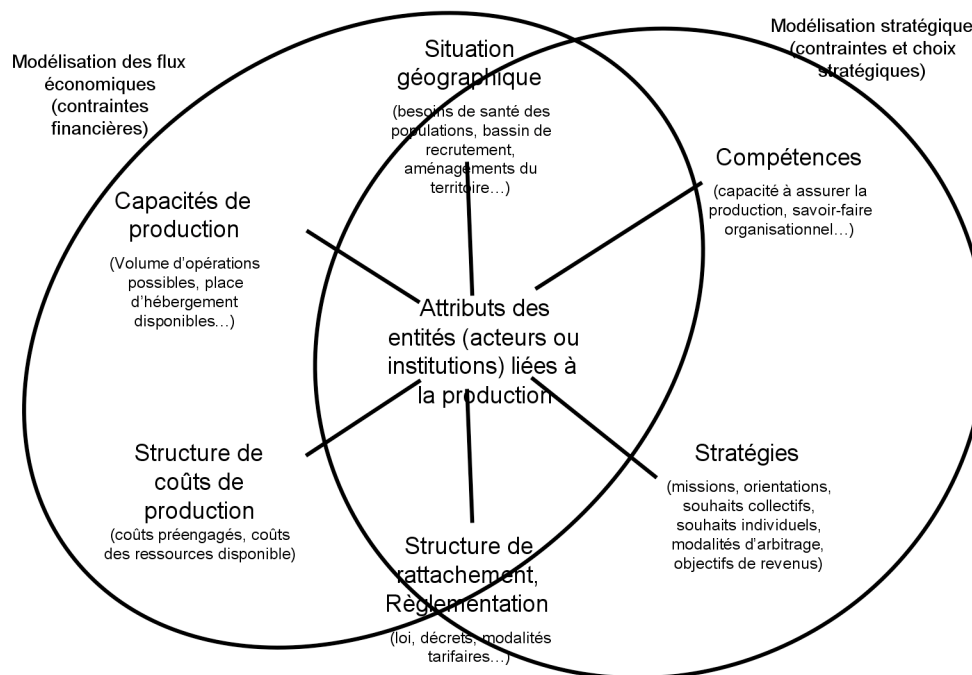 Modélisation des flux
économiques
(contraintes
financières)
Situation
géographique
(besoins de santé des
populations, bassin de
recrutement,
aménagements du
territoire…)
Modélisation stratégique
(contraintes et choix
stratégiques)
Capacités de
production
(Volume d’opérations
possibles, place
d’hébergement
disponibles…)
Compétences
(capacité à assurer la
production, savoir-faire
organisationnel…)
Attributs des
entités (acteurs ou
institutions) liées à
la production
Structure de
coûts de
production
(coûts préengagés, coûts
des ressources disponible)
Stratégies
(missions, orientations,
souhaits collectifs,
souhaits individuels,
modalités d’arbitrage,
objectifs de revenus)
Structure de
rattachement,
Règlementation
(loi, décrets, modalités
tarifaires…)